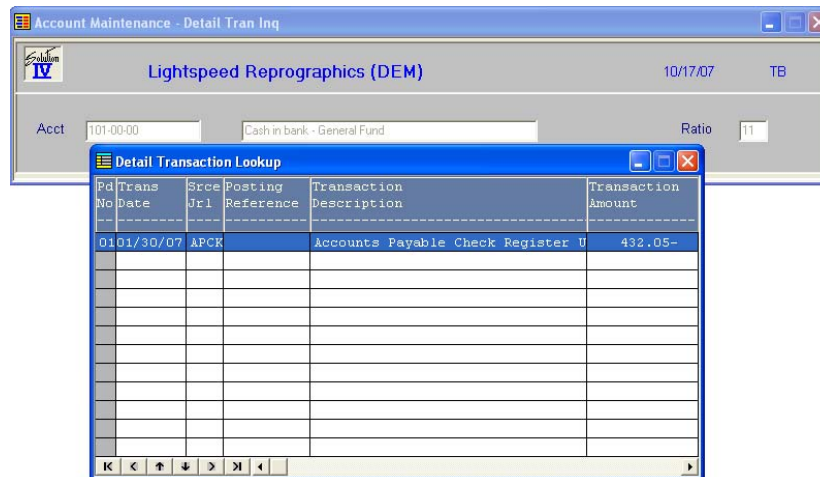 Account Maintenance - Detail Tran Inq
Solution IV
Lightspeed Reprographics (DEM)
10/17/07
TB
Acct
101-00-00
Cash in bank - General Fund
Ratio
11
Detail Transaction Lookup
Pd Trans Srce Posting Transaction Transaction
No Date Jrl Reference Description Amount
01 01/30/07 APCK Accounts Payable Check Register U 432.05-